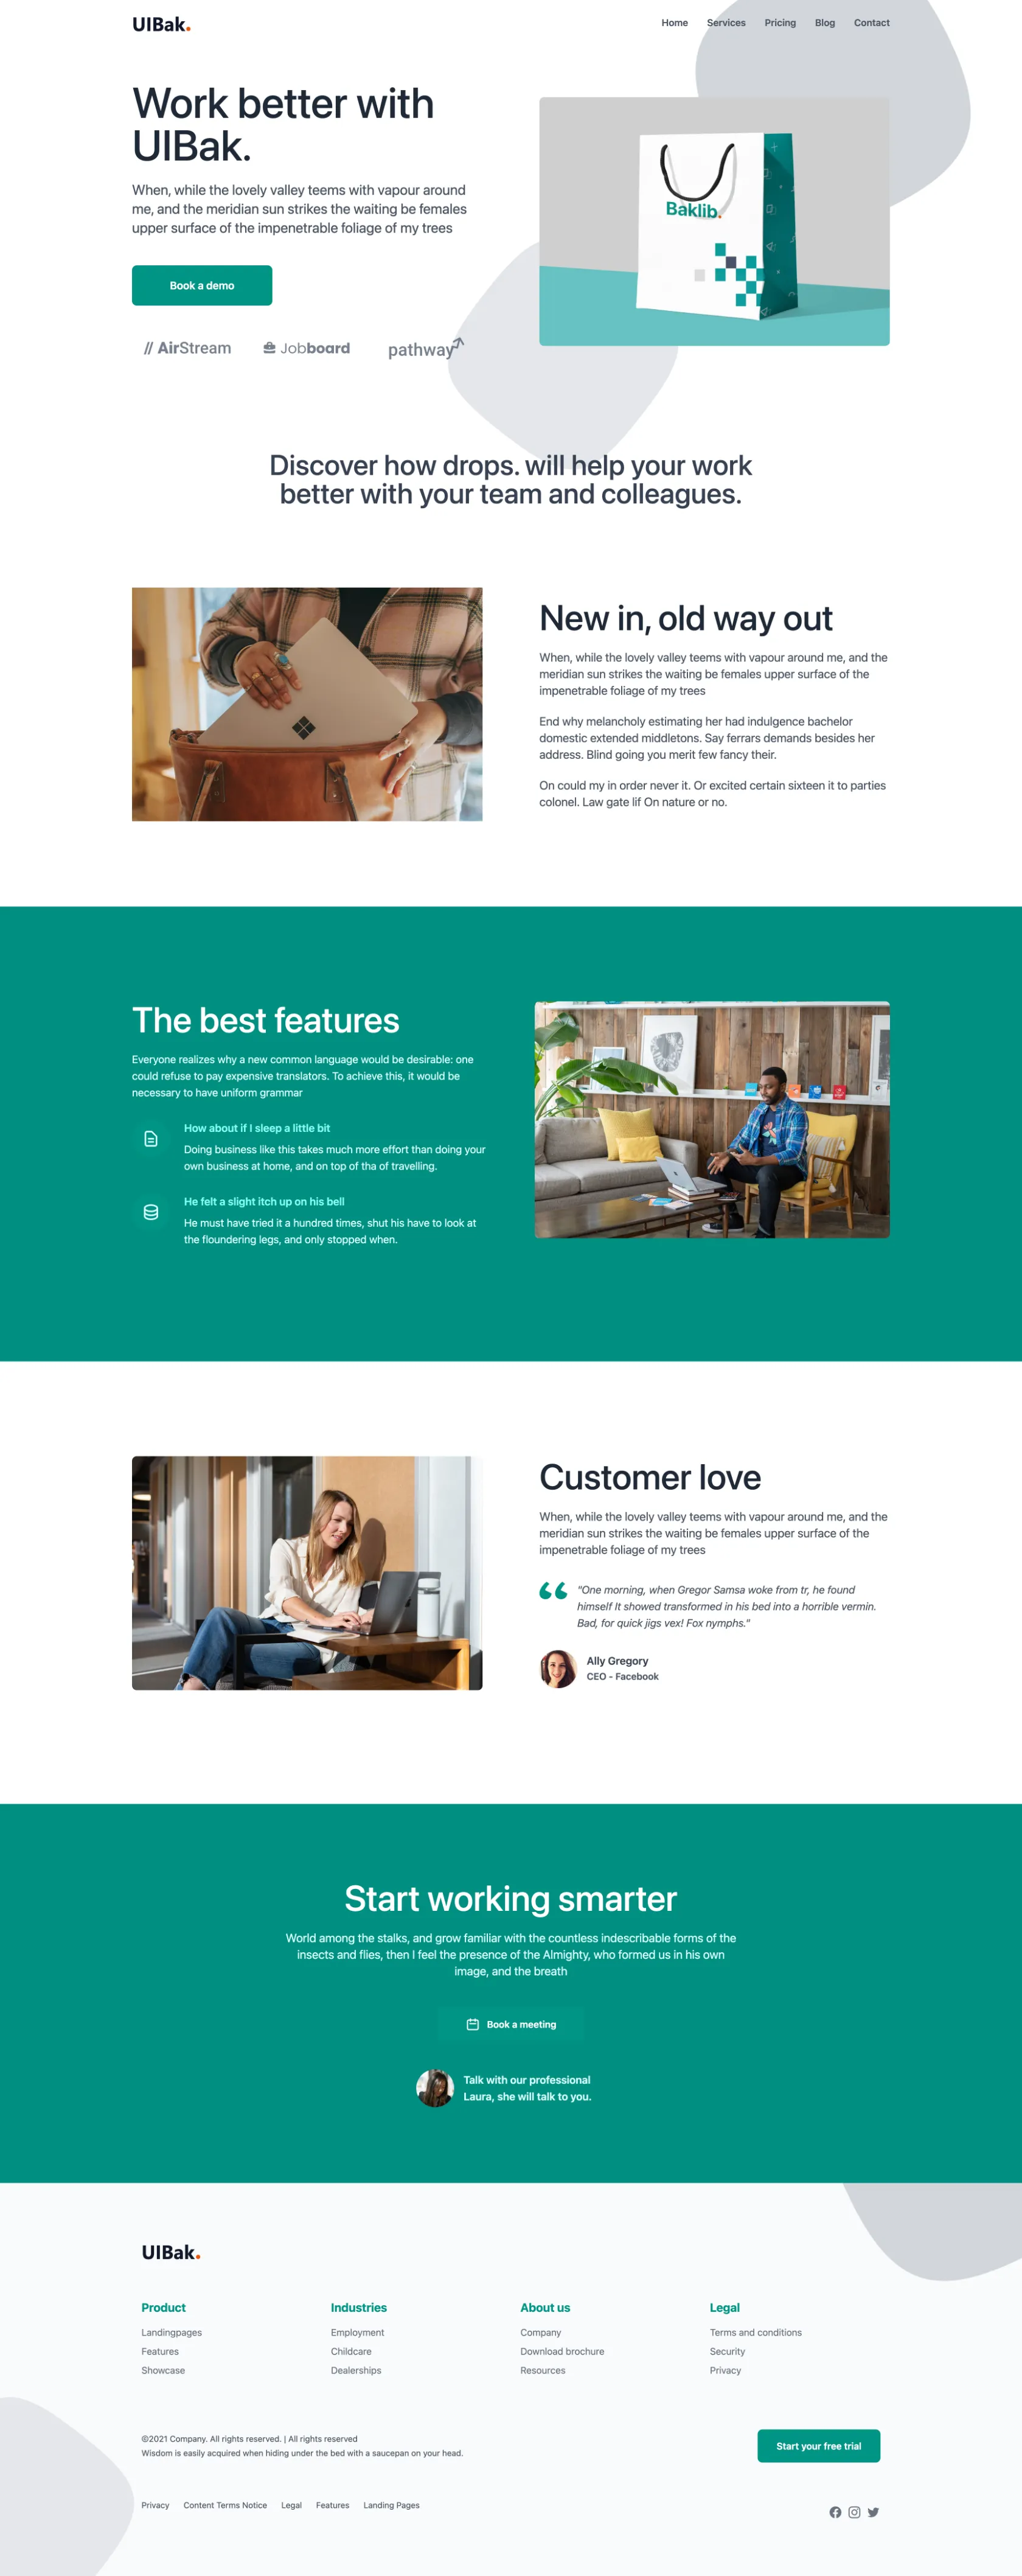 UIBak.
Home Services Pricing Blog Contact
Work better with
UIBak.
When, while the lovely valley teems with vapour around
me, and the meridian sun strikes the waiting be females
upper surface of the impenetrable foliage of my trees
Baklib.
Book a demo
// AirStream
Jobboard
pathway
Discover how drops. will help your work
better with your team and colleagues.
New in, old way out
When, while the lovely valley teems with vapour around me, and the
meridian sun strikes the waiting be females upper surface of the
impenetrable foliage of my trees
End why melancholy estimating her had indulgence bachelor
domestic extended middletons. Say ferrars demands besides her
address. Blind going you merit few fancy their.
On could my in order never it. Or excited certain sixteen it to parties
colonel. Law gate lif On nature or no.
The best features
Everyone realizes why a new common language would be desirable: one
could refuse to pay expensive translators. To achieve this, it would be
necessary to have uniform grammar
How about if I sleep a little bit
Doing business like this takes much more effort than doing your
own business at home, and on top of tha of travelling.
He felt a slight itch up on his bell
He must have tried it a hundred times, shut his have to look at
the floundering legs, and only stopped when.
Customer love
When, while the lovely valley teems with vapour around me, and the
meridian sun strikes the waiting be females upper surface of the
impenetrable foliage of my trees
"One morning, when Gregor Samsa woke from tr, he found
himself It showed transformed in his bed into a horrible vermin.
Bad, for quick jigs vex! Fox nymphs."
Ally Gregory
CEO - Facebook
Start working smarter
World among the stalks, and grow familiar with the countless indescribable forms of the
insects and flies, then I feel the presence of the Almighty, who formed us in his own
image, and the breath
Book a meeting
Talk with our professional
Laura, she will talk to you.
UIBak.
Product
Landingpages
Features
Showcase
Industries
Employment
Childcare
Dealerships
About us
Company
Download brochure
Resources
Legal
Terms and conditions
Security
Privacy
©2021 Company. All rights reserved. | All rights reserved
Wisdom is easily acquired when hiding under the bed with a saucepan on your head.
Start your free trial
Privacy Content Terms Notice Legal Features Landing Pages